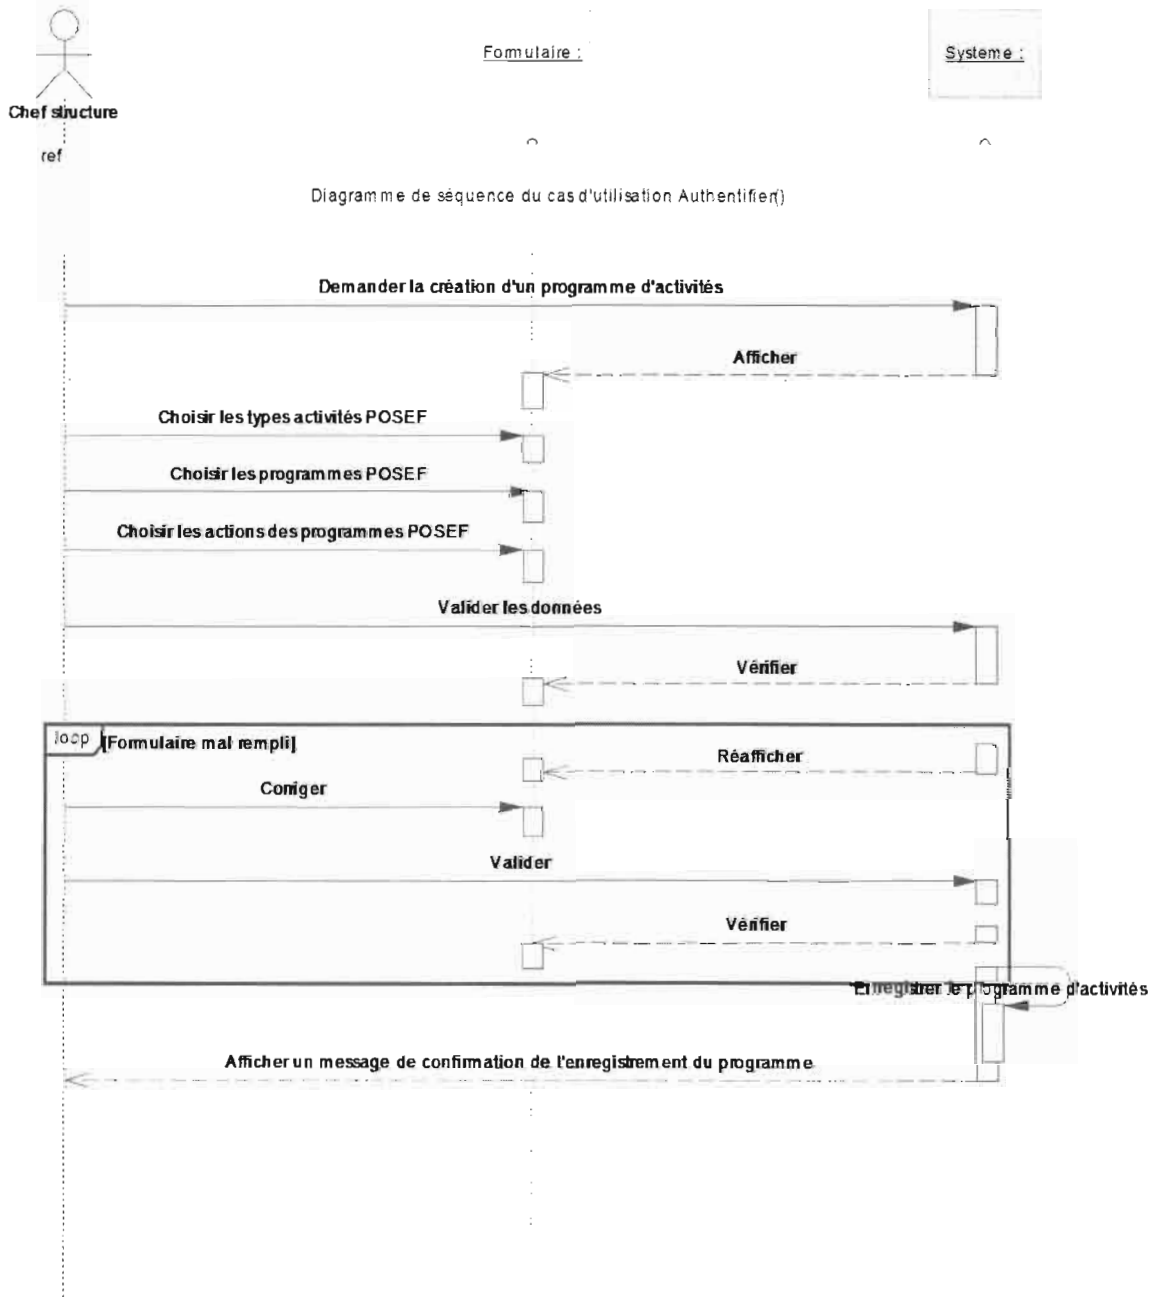 Formulaire :
Systeme :
Chef structure
ref
Diagramme de séquence du cas d'utilisation Authentifier()
Demander la création d'un programme d'activités
Afficher
Choisir les types activités POSEF
Choisir les programmes POSEF
Choisir les actions des programmes POSEF
Valider les données
Vérifier
loop [Formulaire mal rempli]
Réafficher
Corriger
Valider
Vérifier
Enregistrer le programme d'activités
Afficher un message de confirmation de l'enregistrement du programme